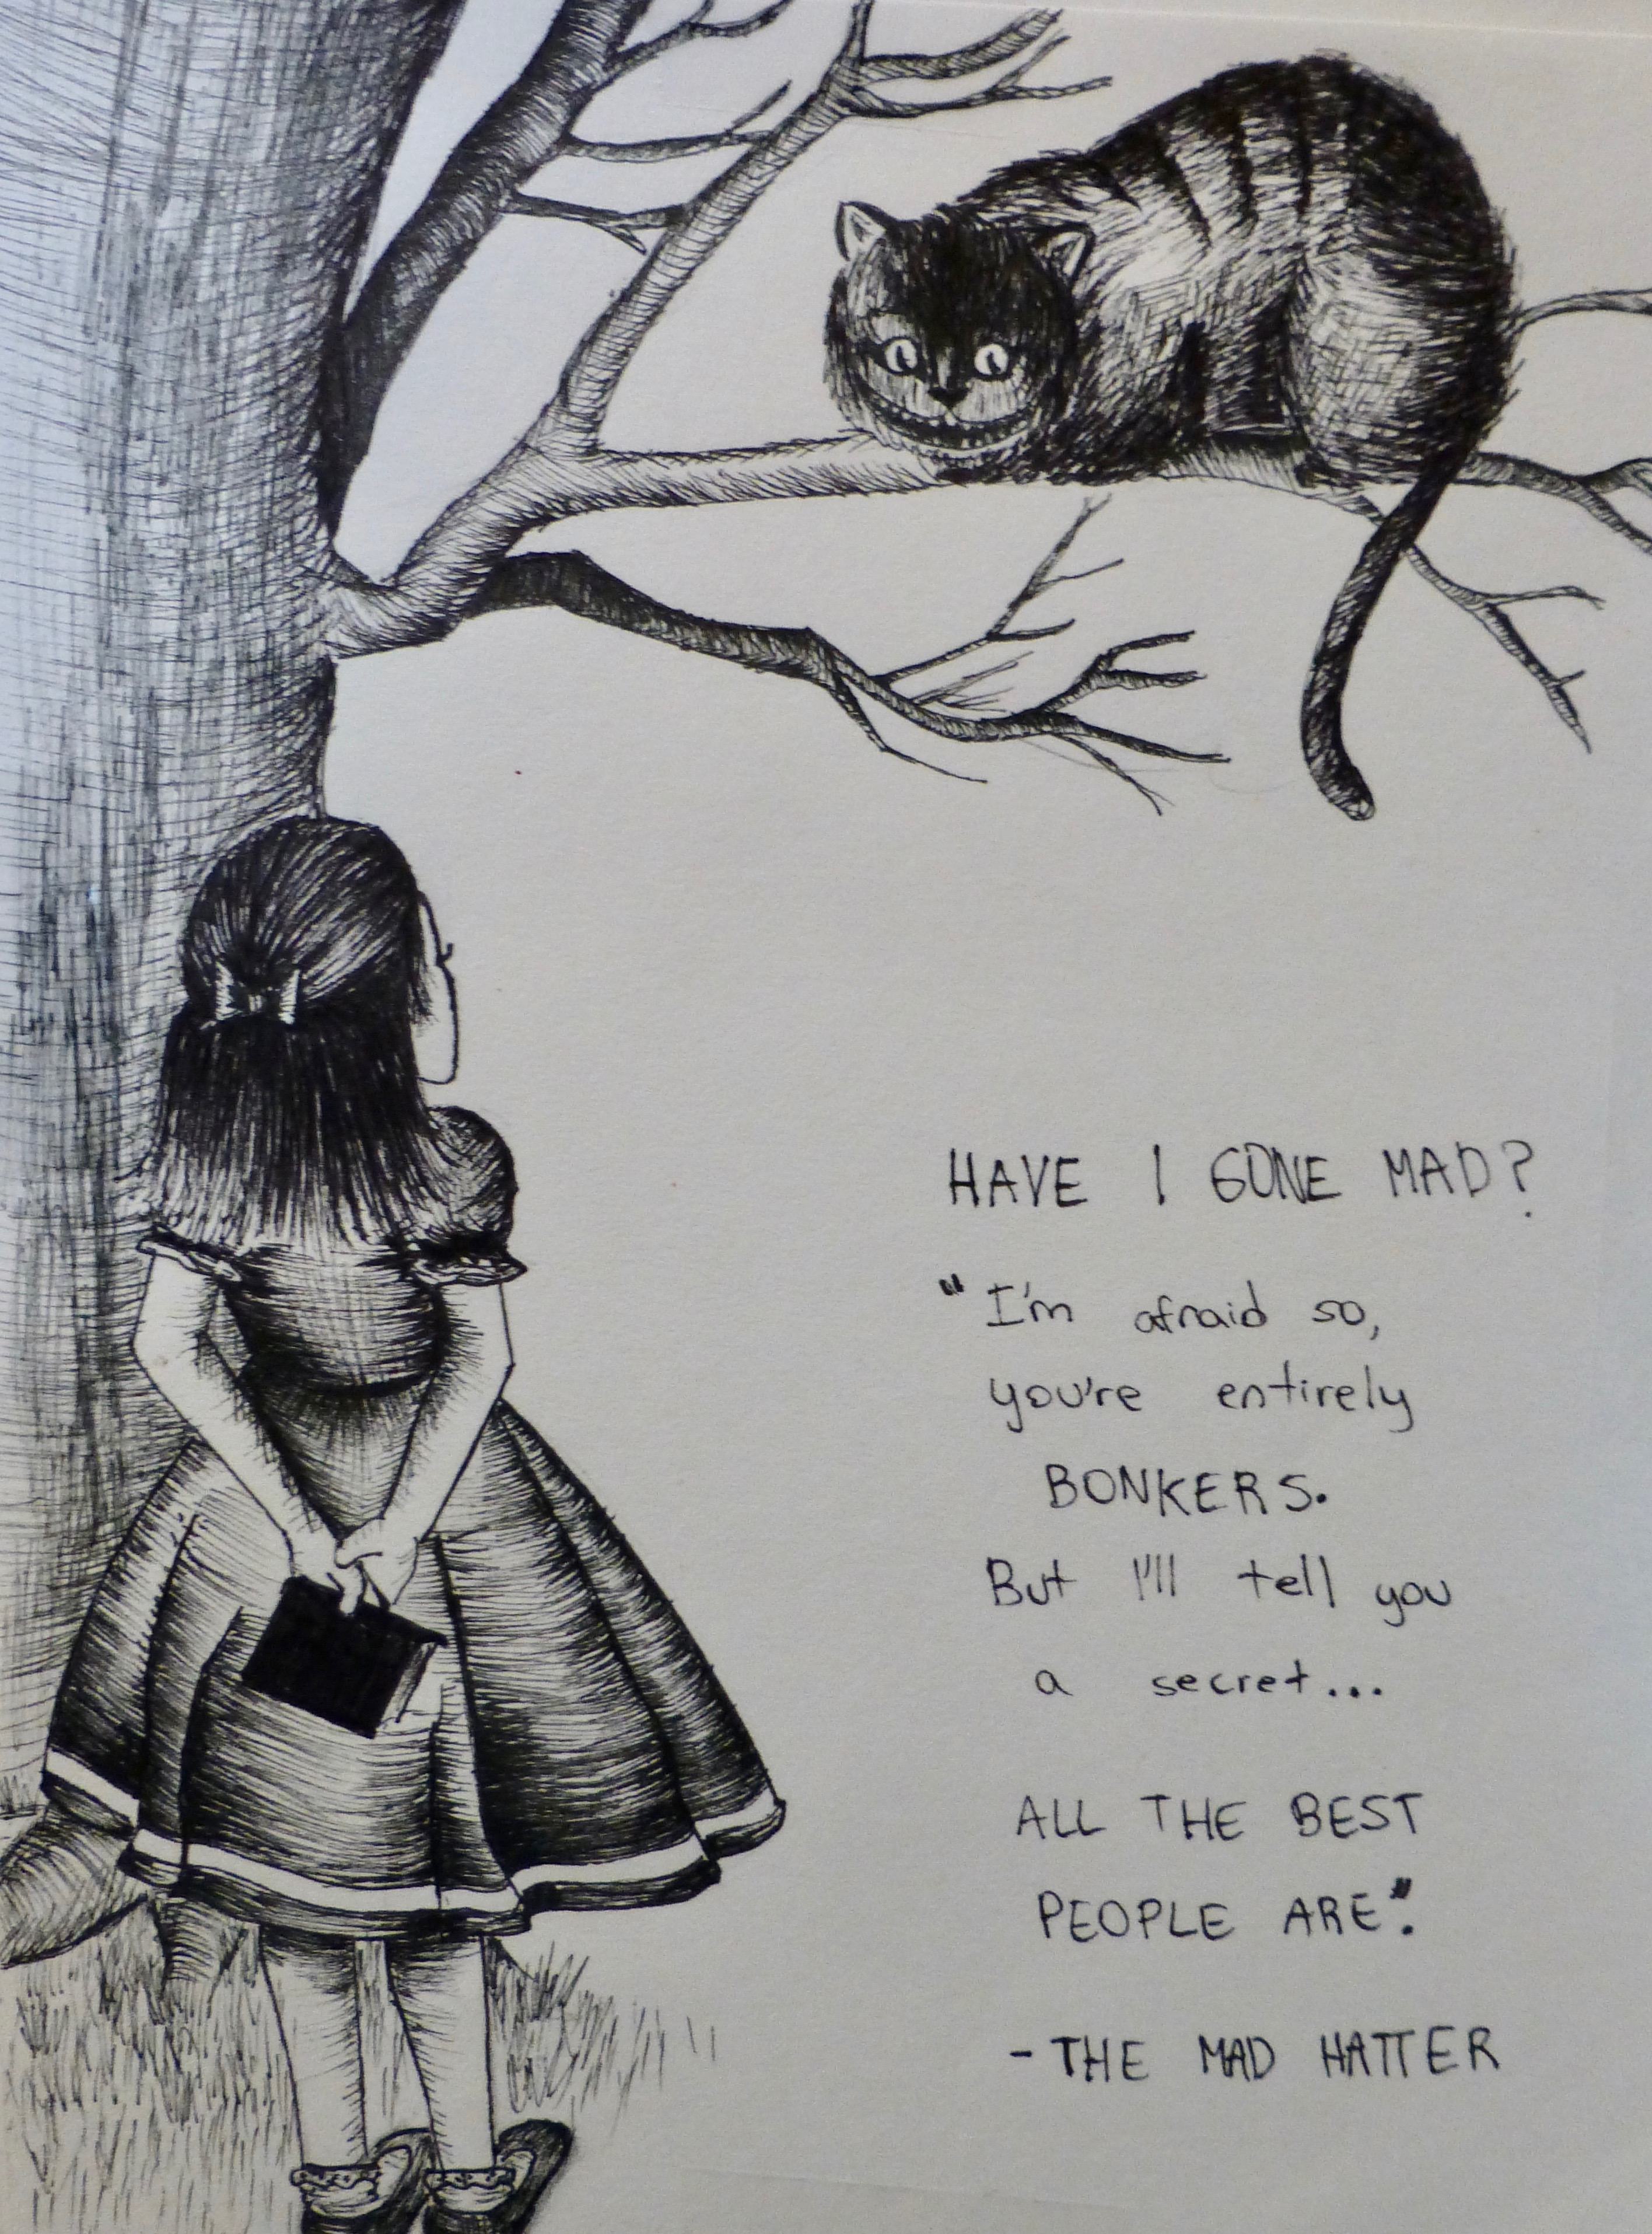 HAVE I GONE MAD?
"I'm afraid so,
you're entirely
BONKERS.
But I'll tell you
a secret...
ALL THE BEST
PEOPLE ARE".
- THE MAD HATTER